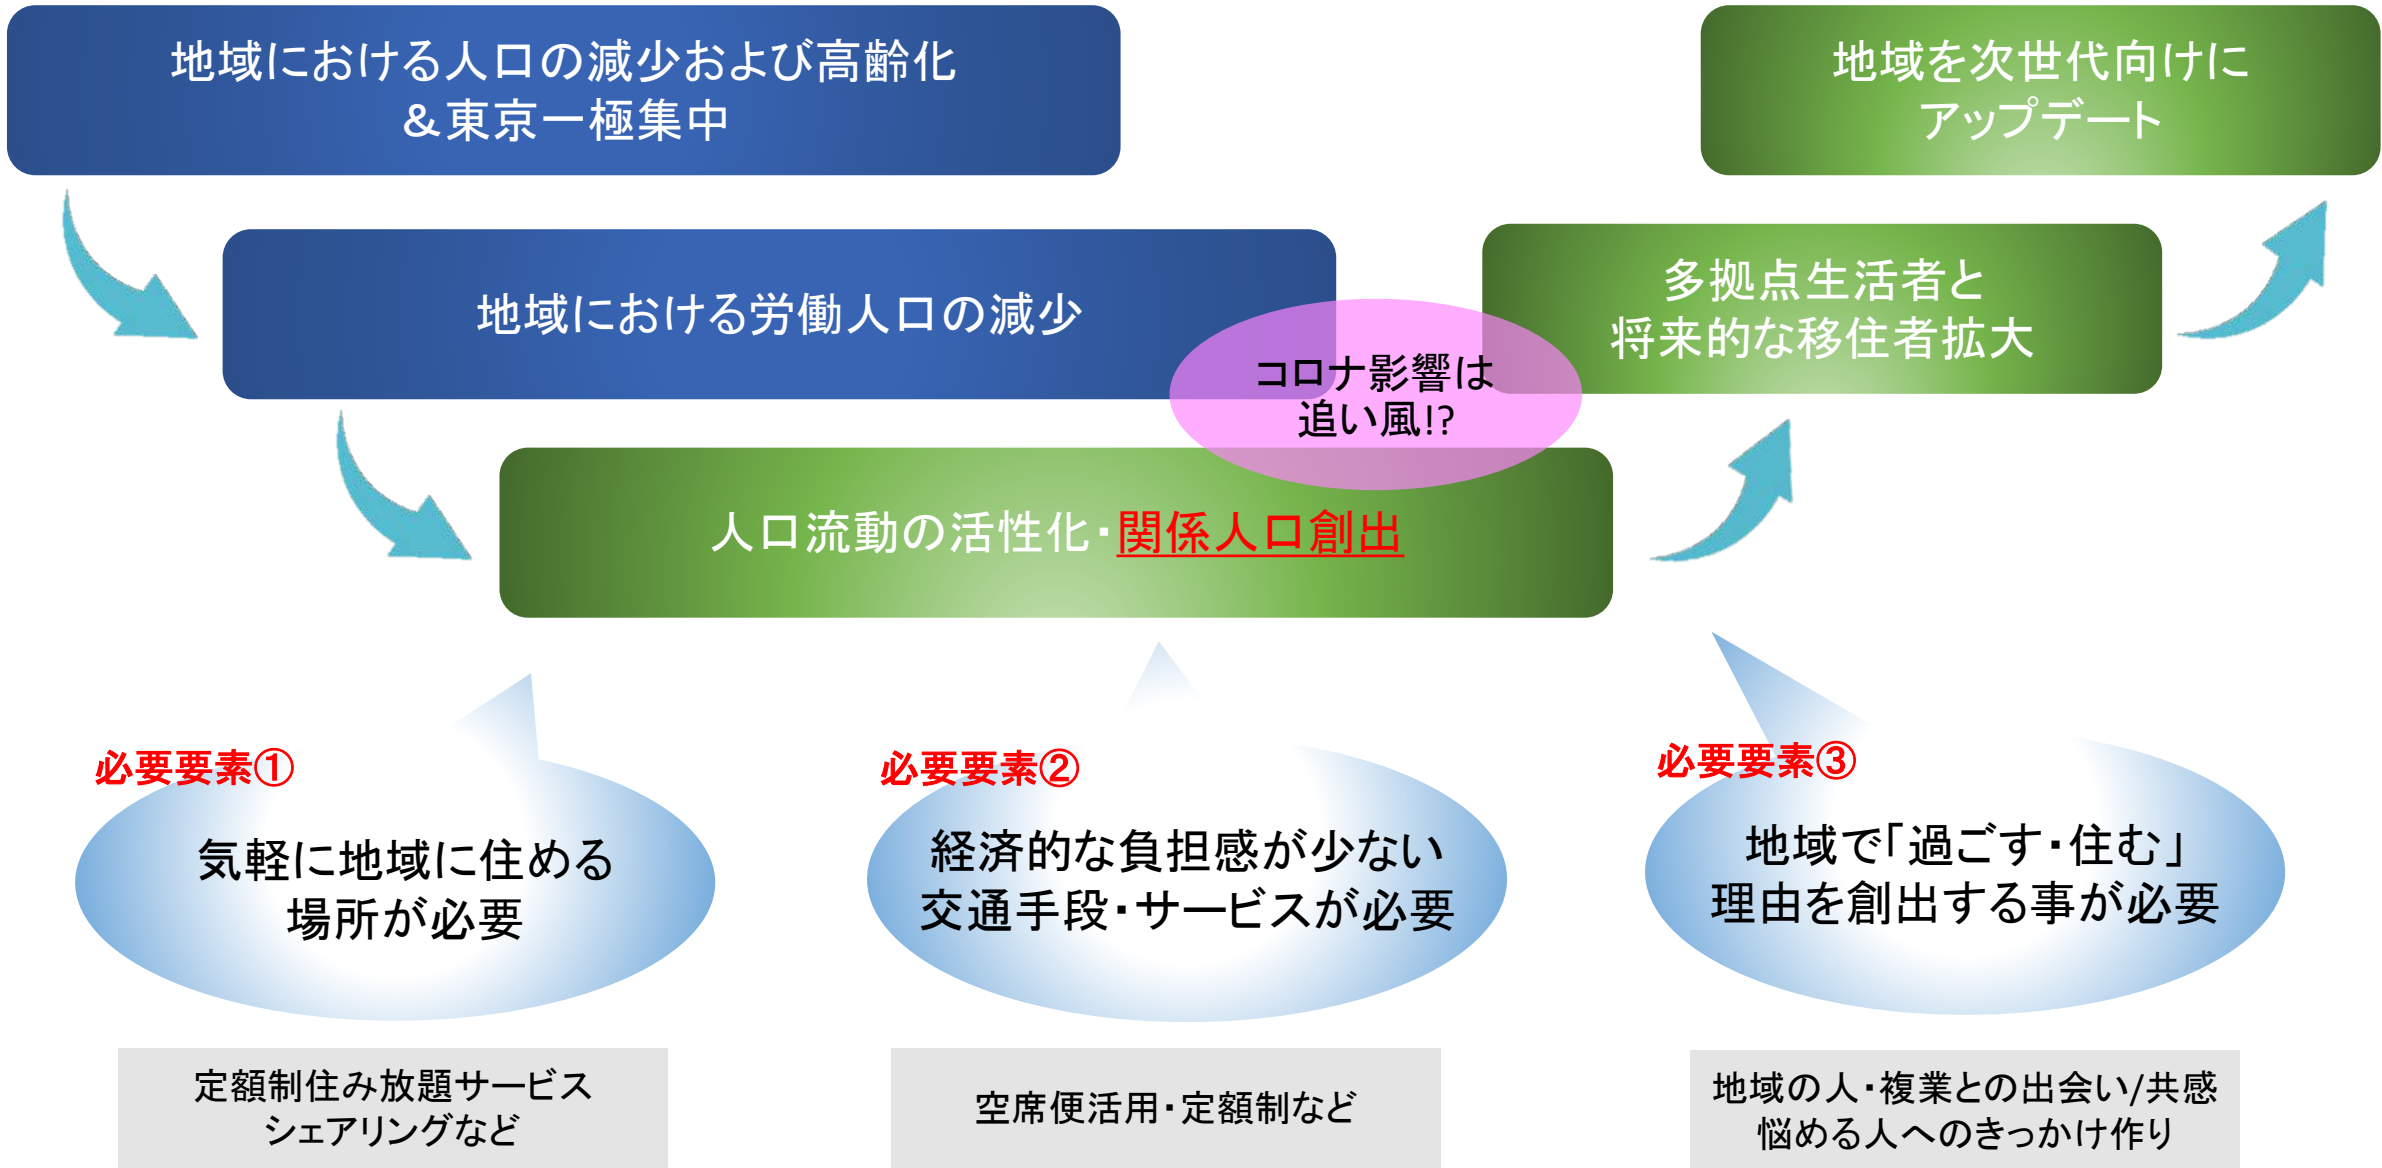 地域における人口の減少および高齢化
＆東京一極集中
地域を次世代向けに
アップデート
地域における労働人口の減少
多拠点生活者と
将来的な移住者拡大
コロナ影響は
追い風!?
人口流動の活性化・関係人口創出
必要要素①
気軽に地域に住める
場所が必要
定額制住み放題サービス
シェアリングなど
必要要素②
経済的な負担感が少ない
交通手段・サービスが必要
空席便活用・定額制など
必要要素③
地域で「過ごす・住む」
理由を創出する事が必要
地域の人・複業との出会い/共感
悩める人へのきっかけ作り